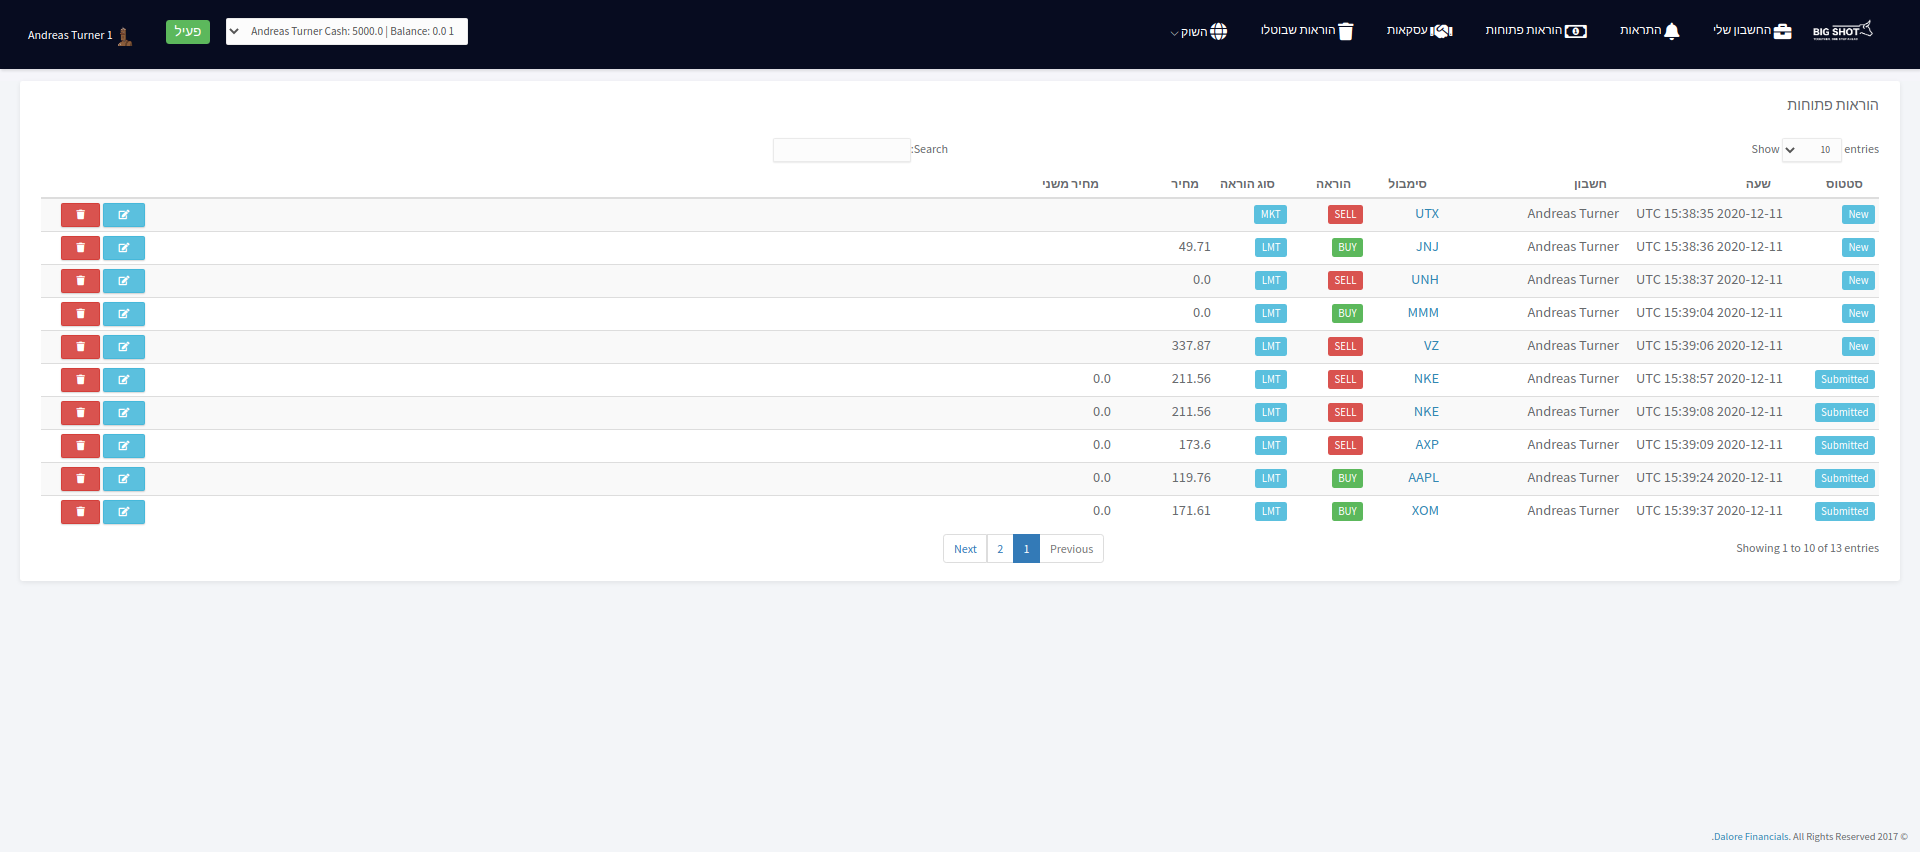 BIG SHOT
החשבון שלי
התראות
הוראות פתוחות
עסקאות
הוראות שבוטלו
השוק
Andreas Turner Cash: 5000.0 | Balance: 0.0 1
פעיל
Andreas Turner 1
הוראות פתוחות
Show 10 entries
Search:
סטטוס שעה חשבון סימבול הוראה סוג הוראה מחיר מחיר משני
New UTC 15:38:35 2020-12-11 Andreas Turner UTX SELL MKT
New UTC 15:38:36 2020-12-11 Andreas Turner JNJ BUY LMT 49.71
New UTC 15:38:37 2020-12-11 Andreas Turner UNH SELL LMT 0.0
New UTC 15:39:04 2020-12-11 Andreas Turner MMM BUY LMT 0.0
New UTC 15:39:06 2020-12-11 Andreas Turner VZ SELL LMT 337.87
Submitted UTC 15:38:57 2020-12-11 Andreas Turner NKE SELL LMT 211.56 0.0
Submitted UTC 15:39:08 2020-12-11 Andreas Turner NKE SELL LMT 211.56 0.0
Submitted UTC 15:39:09 2020-12-11 Andreas Turner AXP SELL LMT 173.6 0.0
Submitted UTC 15:39:24 2020-12-11 Andreas Turner AAPL BUY LMT 119.76 0.0
Submitted UTC 15:39:37 2020-12-11 Andreas Turner XOM BUY LMT 171.61 0.0
Showing 1 to 10 of 13 entries
Previous 1 2 Next
.Dalore Financials. All Rights Reserved 2017 ©